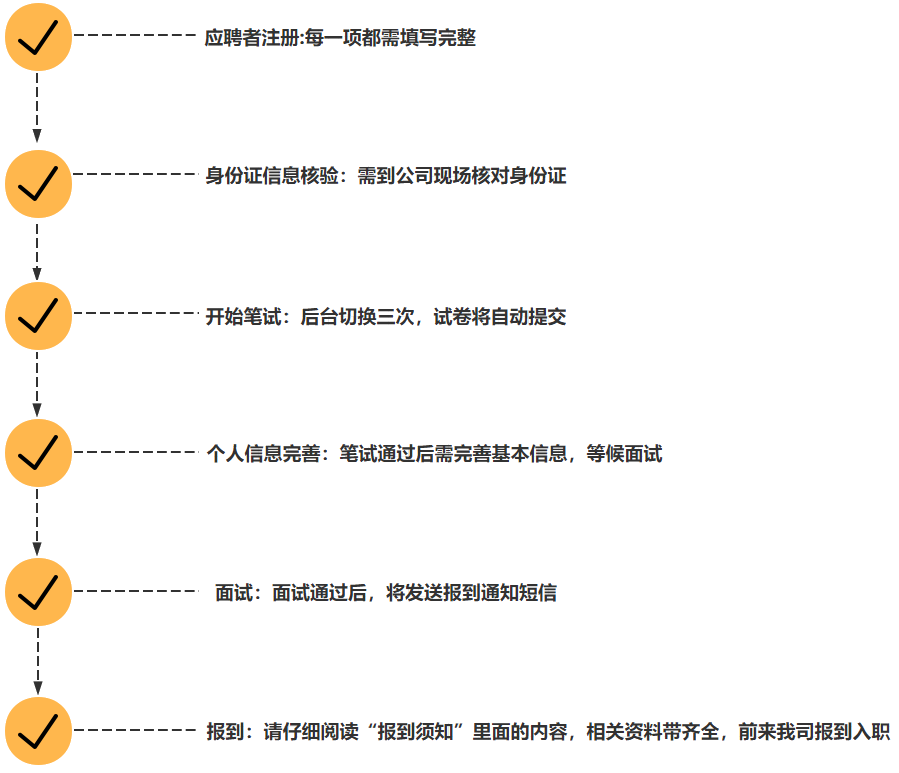 应聘者注册:每一项都需填写完整
身份证信息核验：需到公司现场核对身份证
开始笔试：后台切换三次，试卷将自动提交
个人信息完善：笔试通过后需完善基本信息，等候面试
面试：面试通过后，将发送报到通知短信
报到：请仔细阅读“报到须知”里面的内容，相关资料带齐全，前来我司报到入职